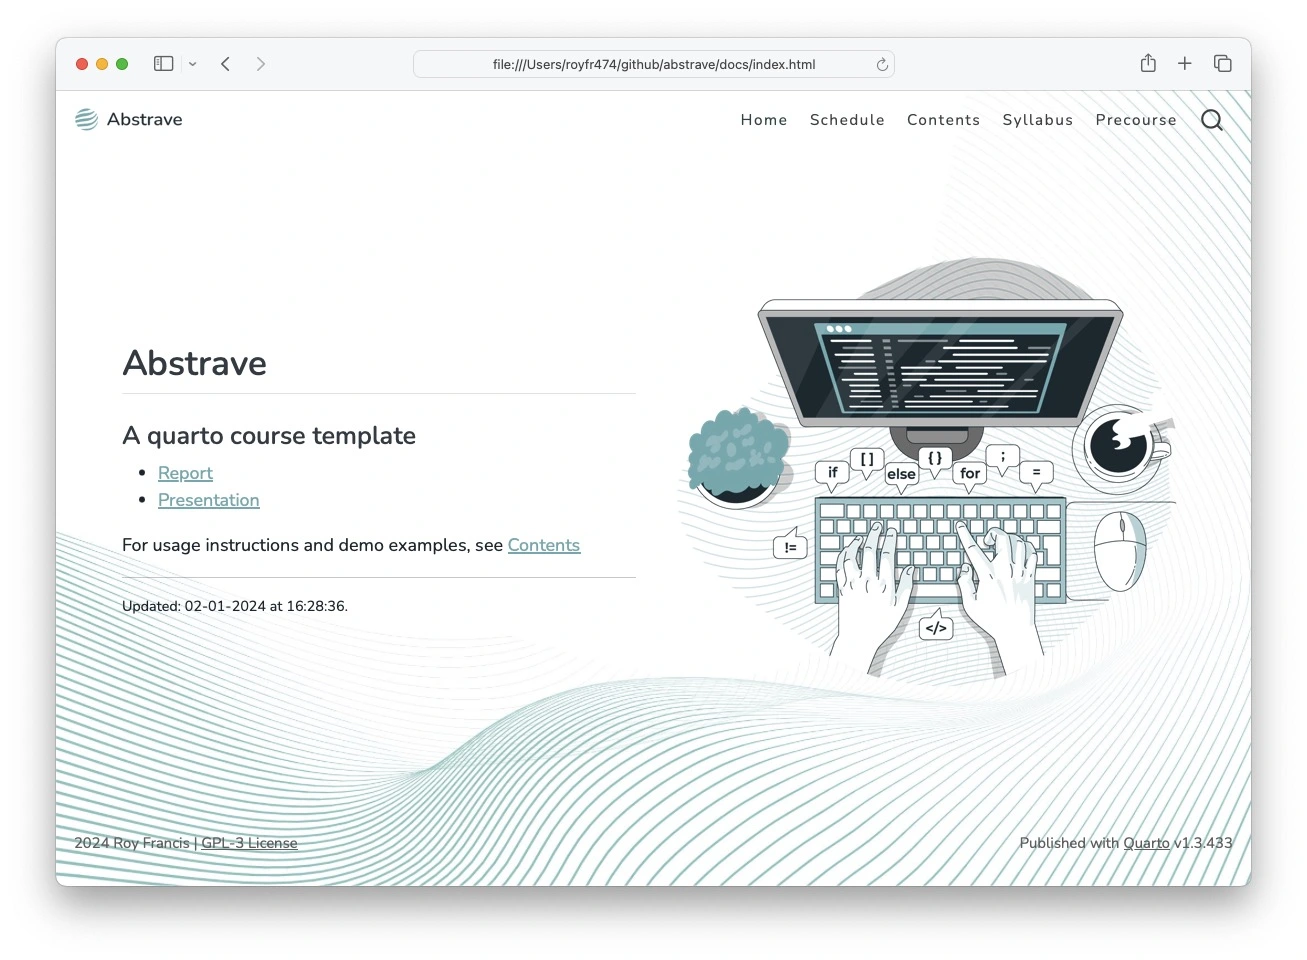 file:///Users/royfr474/github/abstrave/docs/index.html
Abstrave
Home Schedule Contents Syllabus Precourse
Abstrave
A quarto course template
Report
Presentation
For usage instructions and demo examples, see Contents
Updated: 02-01-2024 at 16:28:36.
if
[ ]
else
{ }
for
;
=
!=
</>
2024 Roy Francis | GPL-3 License
Published with Quarto v1.3.433